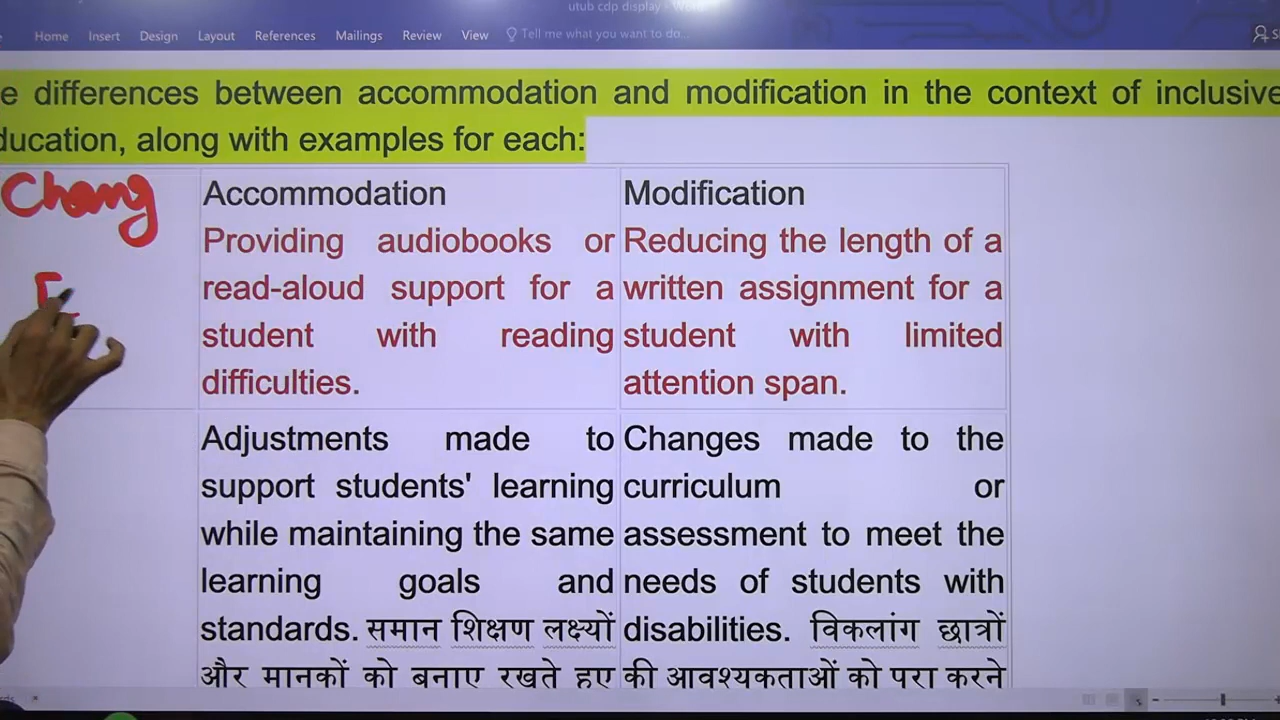 utub cdp display - Word
Home Insert Design Layout References Mailings Review View Tell me what you want to do...
e differences between accommodation and modification in the context of inclusive
ducation, along with examples for each:
Chang
Accommodation
Providing audiobooks or
read-aloud support for a
student with reading
difficulties.
Modification
Reducing the length of a
written assignment for a
student with limited
attention span.
Adjustments made to
support students' learning
while maintaining the same
learning goals and
standards. समान शिक्षण लक्ष्यों
और मानकों को बनाए रखते हुए
Changes made to the
curriculum or
assessment to meet the
needs of students with
disabilities. विकलांग छात्रों
की आवश्यकताओं को पूरा करने